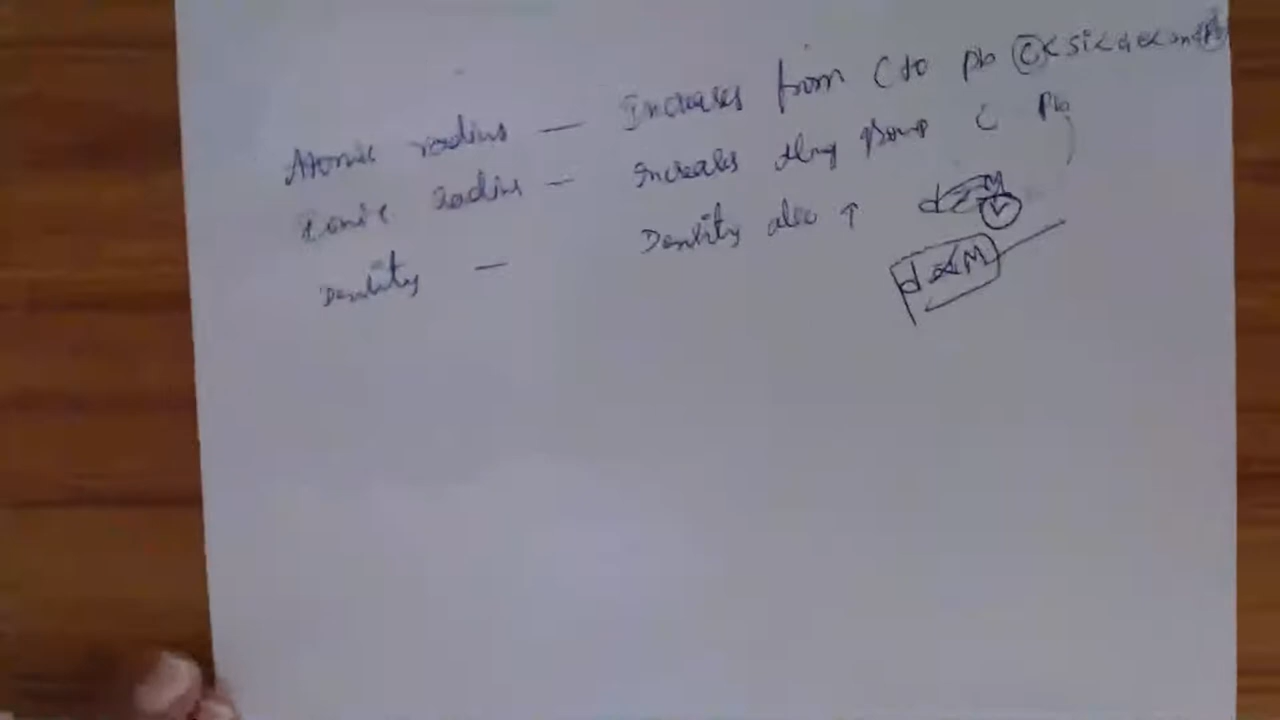 Atomic radius — Increases from C to Pb C < Si < Ge < Sn < Pb
Ionic radius — Increases along group C Pb
Density — Density also ↑ d = M/V
d ∝ M